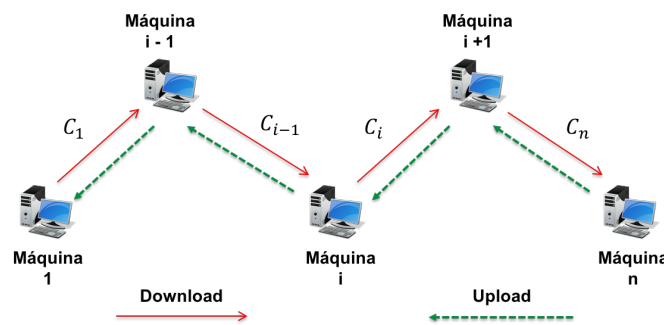 Máquina
i - 1
Máquina
i +1
C₁
Cᵢ₋₁
Cᵢ
Cₙ
Máquina
1
Máquina
i
Máquina
n
Download
Upload